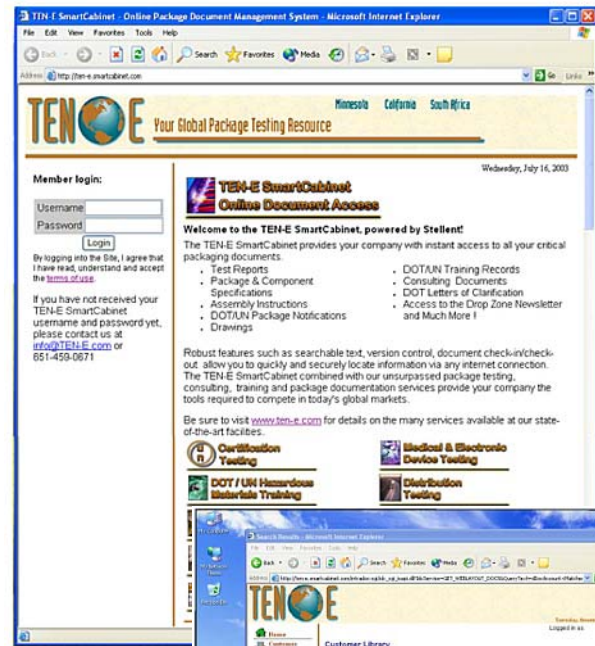 TEN-E SmartCabinet - Online Package Document Management System - Microsoft Internet Explorer
File Edit View Favorites Tools Help
Back Search Favorites Media
Address http://ten-e.smartcabinet.com Go Links
TEN E Your Global Package Testing Resource
Minnesota California South Africa
Wednesday, July 16, 2003
Member login:
Username
Password
Login
By logging into the Site, I agree that
I have read, understand and accept
the terms of use.
If you have not received your
TEN-E SmartCabinet
username and password yet,
please contact us at
info@TEN-E.com or
651-459-0671
TEN-E SmartCabinet
Online Document Access
Welcome to the TEN-E SmartCabinet, powered by Stellent!
The TEN-E SmartCabinet provides your company with instant access to all your critical
packaging documents.
. Test Reports
. Package & Component
Specifications
. Assembly Instructions
. DOT/UN Package Notifications
. Drawings
. DOT/UN Training Records
. Consulting Documents
. DOT Letters of Clarification
. Access to the Drop Zone Newsletter
and Much More !
Robust features such as searchable text, version control, document check-in/check-
out allow you to quickly and securely locate information via any internet connection.
The TEN-E SmartCabinet combined with our unsurpassed package testing,
consulting, training and package documentation services provide your company the
tools required to compete in today's global markets.
Be sure to visit www.ten-e.com for details on the many services available at our state-
of-the-art facilities.
Certification
Testing
Medical & Electronic
Device Testing
DOT / UN Hazardous
Materials Training
Distribution
Testing
Search Results - Microsoft Internet Explorer
File Edit View Favorites Tools Help
Back Search Favorites Media
TEN E
Logged in as
Home
Customer
Customer Library